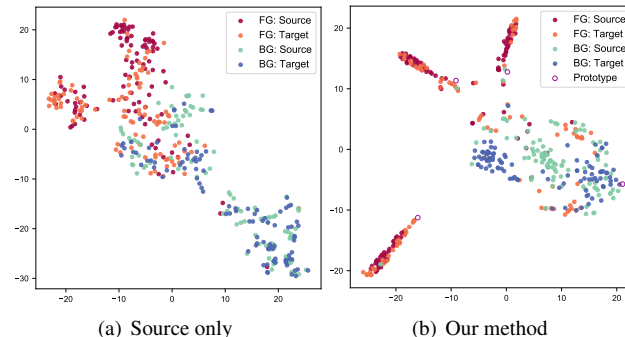 FG: Source
FG: Target
BG: Source
BG: Target
20
10
0
−10
−20
−30
−20
−10
0
10
20
(a) Source only
FG: Source
FG: Target
BG: Source
BG: Target
Prototype
20
10
0
−10
−20
−20
−10
0
10
20
(b) Our method